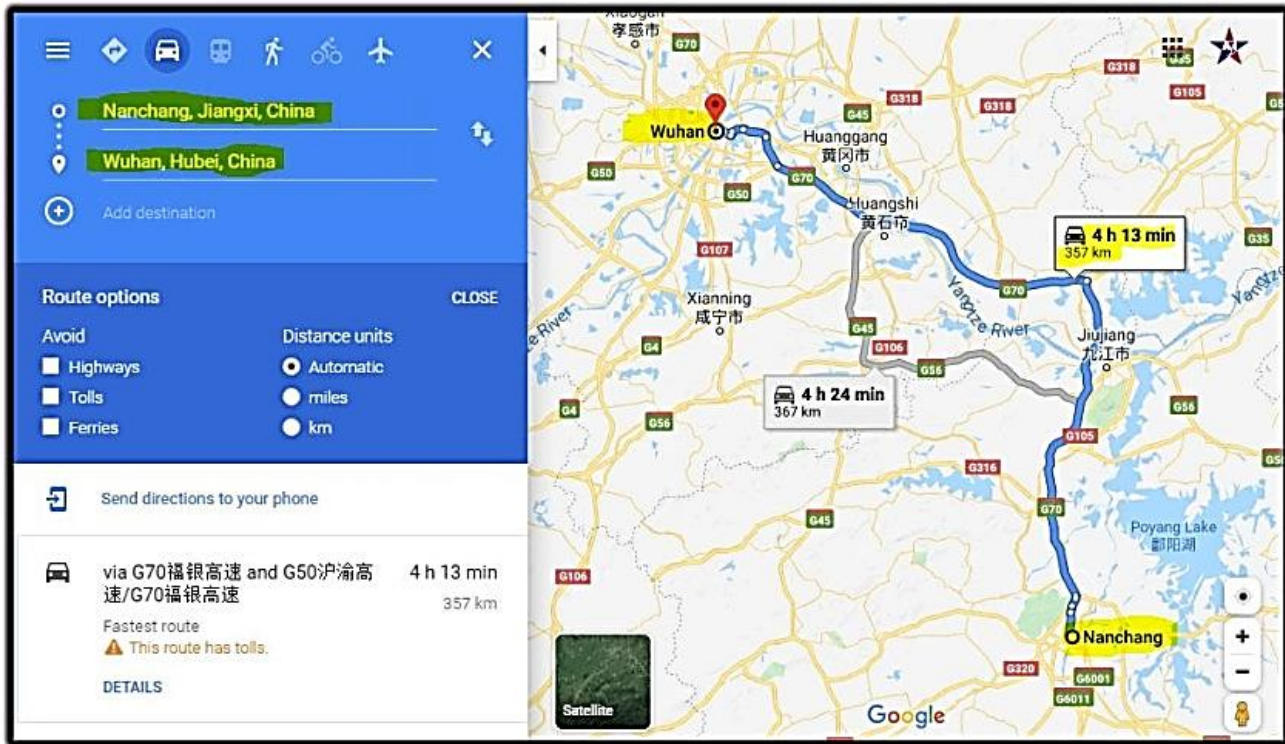 Nanchang, Jiangxi, China
Wuhan, Hubei, China
Add destination
Route options
CLOSE
Avoid
Distance units
Highways
Automatic
Tolls
miles
Ferries
km
Send directions to your phone
via G70福银高速 and G50沪渝高
速/G70福银高速
4 h 13 min
357 km
Fastest route
This route has tolls.
DETAILS
孝感市
G70
G318
G105
G318
G318
G45
Wuhan
Huanggang
黄冈市
G50
G50
G70
Huangshi
黄石市
G107
4 h 13 min
357 km
G35
Xianning
咸宁市
G70
Yangtze River
G45
G106
G56
Jiujiang
九江市
G4
4 h 24 min
367 km
G4
G56
G56
G105
G316
G45
G70
Poyang Lake
鄱阳湖
G106
Nanchang
G320
G6001
G6011
Satellite
Google